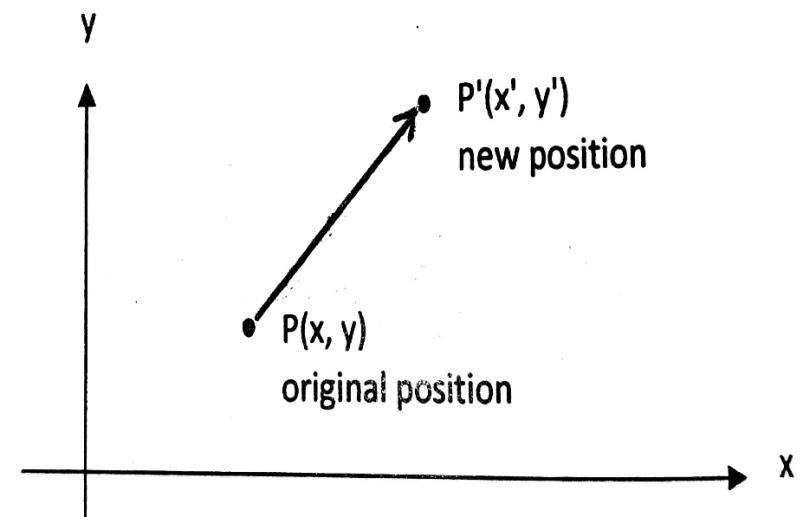 y
P'(x', y')
new position
P(x, y)
original position
x